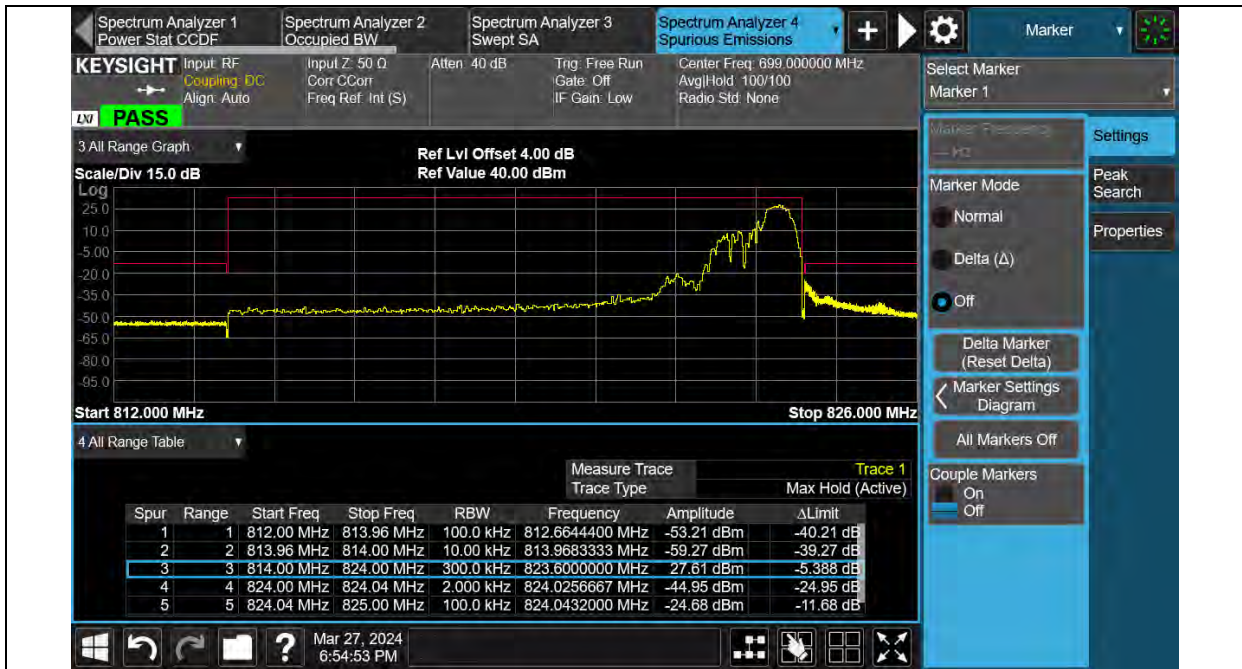 Spectrum Analyzer 1
Power Stat CCDF
Spectrum Analyzer 2
Occupied BW
Spectrum Analyzer 3
Swept SA
Spectrum Analyzer 4
Spurious Emissions
Marker
KEYSIGHT
Input: RF
Coupling: DC
Align: Auto
Input Z: 50 Ω
Corr CCorr
Freq Ref: Int (S)
Atten: 40 dB
Trig: Free Run
Gate: Off
IF Gain: Low
Center Freq: 699.000000 MHz
Avg|Hold: 100/100
Radio Std: None
LXI
PASS
Select Marker
Marker 1
3 All Range Graph
Ref Lvl Offset 4.00 dB
Scale/Div 15.0 dB
Ref Value 40.00 dBm
Log
25.0
10.0
-5.00
-20.0
-35.0
-50.0
-65.0
-80.0
-95.0
Start 812.000 MHz
Stop 826.000 MHz
Marker Frequency
--- Hz
Settings
Marker Mode
Peak
Search
Normal
Properties
Delta (Δ)
Off
Delta Marker
(Reset Delta)
Marker Settings
Diagram
All Markers Off
Couple Markers
On
Off
4 All Range Table
Measure Trace Trace 1
Trace Type Max Hold (Active)
Spur Range Start Freq Stop Freq RBW Frequency Amplitude ΔLimit
1 1 812.00 MHz 813.96 MHz 100.0 kHz 812.6644400 MHz -53.21 dBm -40.21 dB
2 2 813.96 MHz 814.00 MHz 10.00 kHz 813.9683333 MHz -59.27 dBm -39.27 dB
3 3 814.00 MHz 824.00 MHz 300.0 kHz 823.6000000 MHz 27.61 dBm -5.388 dB
4 4 824.00 MHz 824.04 MHz 2.000 kHz 824.0256667 MHz -44.95 dBm -24.95 dB
5 5 824.04 MHz 825.00 MHz 100.0 kHz 824.0432000 MHz -24.68 dBm -11.68 dB
?
Mar 27, 2024
6:54:53 PM